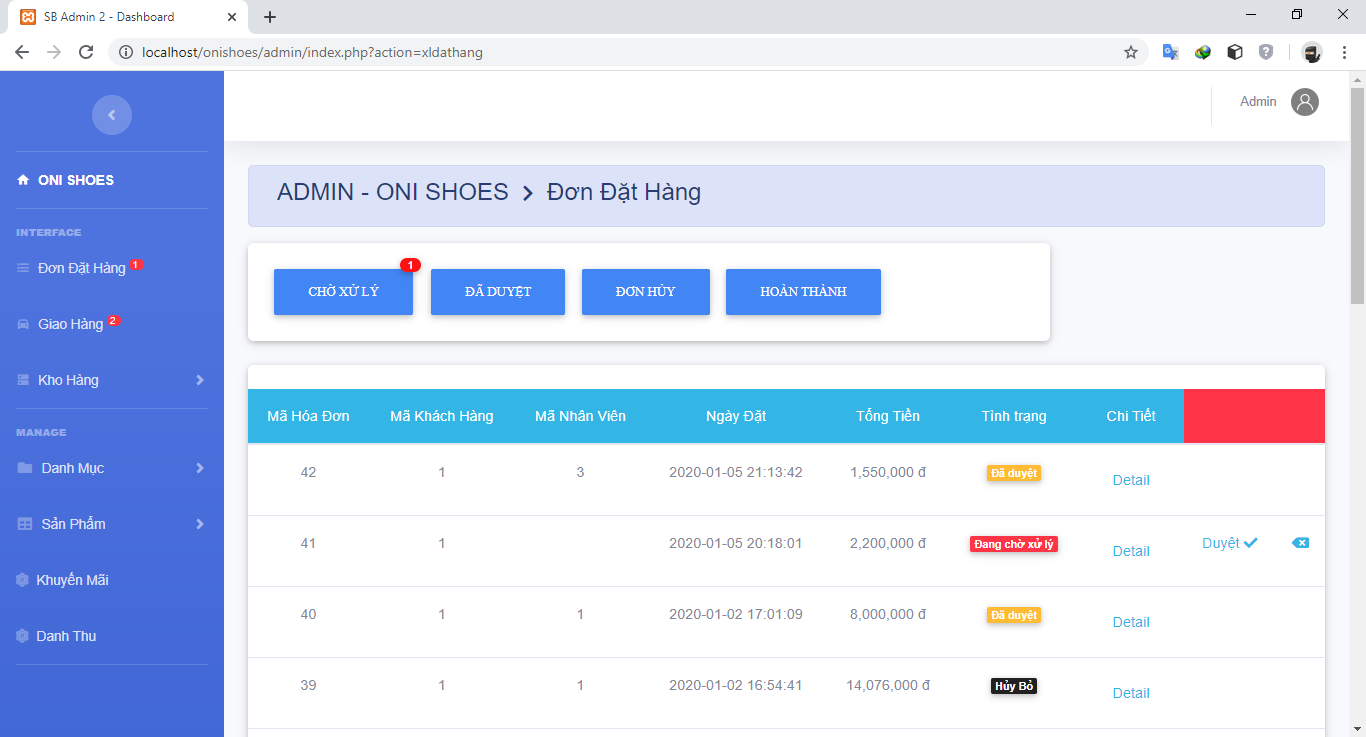 SB Admin 2 - Dashboard
localhost/onishoes/admin/index.php?action=xldathang
Admin
ONI SHOES
INTERFACE
Đơn Đặt Hàng 1
Giao Hàng 2
Kho Hàng
MANAGE
Danh Mục
Sản Phẩm
Khuyến Mãi
Danh Thu
ADMIN - ONI SHOES > Đơn Đặt Hàng
1
CHỜ XỬ LÝ ĐÃ DUYỆT ĐƠN HỦY HOÀN THÀNH
Mã Hóa Đơn Mã Khách Hàng Mã Nhân Viên Ngày Đặt Tổng Tiền Tình trạng Chi Tiết
42 1 3 2020-01-05 21:13:42 1,550,000 đ Đã duyệt Detail
41 1 2020-01-05 20:18:01 2,200,000 đ Đang chờ xử lý Detail Duyệt
40 1 1 2020-01-02 17:01:09 8,000,000 đ Đã duyệt Detail
39 1 1 2020-01-02 16:54:41 14,076,000 đ Hủy Bỏ Detail